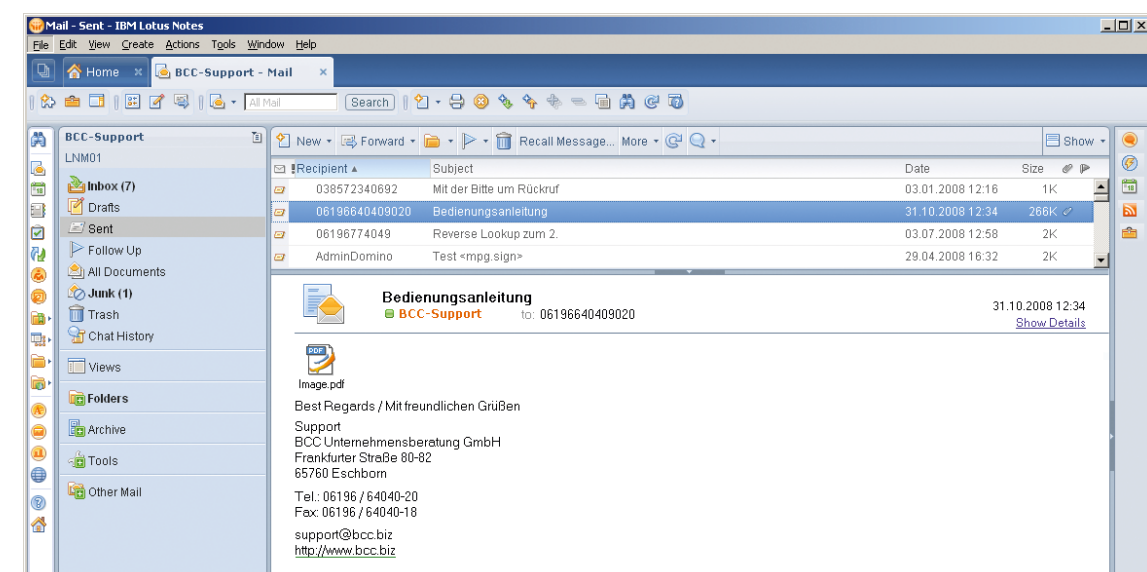 Mail - Sent - IBM Lotus Notes
File Edit View Create Actions Tools Window Help
Home × BCC-Support - Mail ×
All Mail Search
BCC-Support
LNM01
Inbox (7)
Drafts
Sent
Follow Up
All Documents
Junk (1)
Trash
Chat History
Views
Folders
Archive
Tools
Other Mail
New Forward Recall Message... More Show
! Recipient Subject Date Size
038572340692 Mit der Bitte um Rückruf 03.01.2008 12:16 1K
06196640409020 Bedienungsanleitung 31.10.2008 12:34 266K
06196774049 Reverse Lookup zum 2. 03.07.2008 12:58 2K
AdminDomino Test <mpg.sign> 29.04.2008 16:32 2K
Bedienungsanleitung
BCC-Support to: 06196640409020
31.10.2008 12:34
Show Details
PDF
Image.pdf
Best Regards / Mit freundlichen Grüßen
Support
BCC Unternehmensberatung GmbH
Frankfurter Straße 80-82
65760 Eschborn
Tel.: 06196 / 64040-20
Fax: 06196 / 64040-18
support@bcc.biz
http://www.bcc.biz